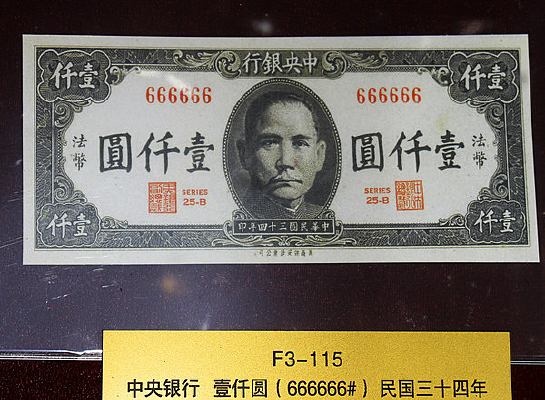 行銀央中
壹仟
仟壹
666666
666666
法幣
圓仟壹
圓仟壹
法幣
SERIES
25-B
SERIES
25-B
印年四十三國民華中
仟壹
仟壹
F3-115
中央银行 壹仟圆（666666#）民国三十四年